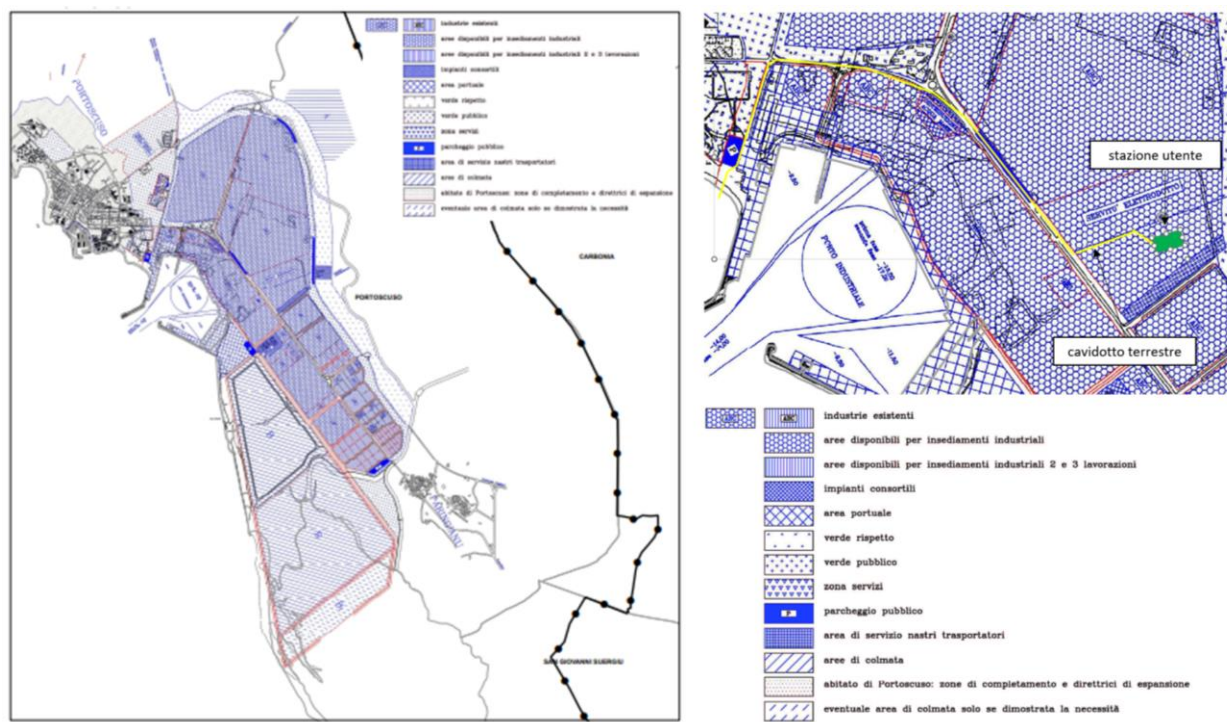 industrie esistenti
aree disponibili per insediamenti industriali
aree disponibili per insediamenti industriali 2 e 3 lavorazioni
impianti consortili
area portuale
verde rispetto
verde pubblico
zona servizi
parcheggio pubblico
area di servizio nastri trasportatori
aree di colmata
abitato di Portoscuso: zone di completamento e direttrici di espansione
eventuale area di colmata solo se dimostrata la necessità
PORTOSCUSO
CARBONIA
PORTOSCUSO
SAN GIOVANNI SUERGIU
stazione utente
SERVITU' ELETTRODOTTO
PORTO INDUSTRIALE
cavidotto terrestre
industrie esistenti
aree disponibili per insediamenti industriali
aree disponibili per insediamenti industriali 2 e 3 lavorazioni
impianti consortili
area portuale
verde rispetto
verde pubblico
zona servizi
P
parcheggio pubblico
area di servizio nastri trasportatori
aree di colmata
abitato di Portoscuso: zone di completamento e direttrici di espansione
eventuale area di colmata solo se dimostrata la necessità